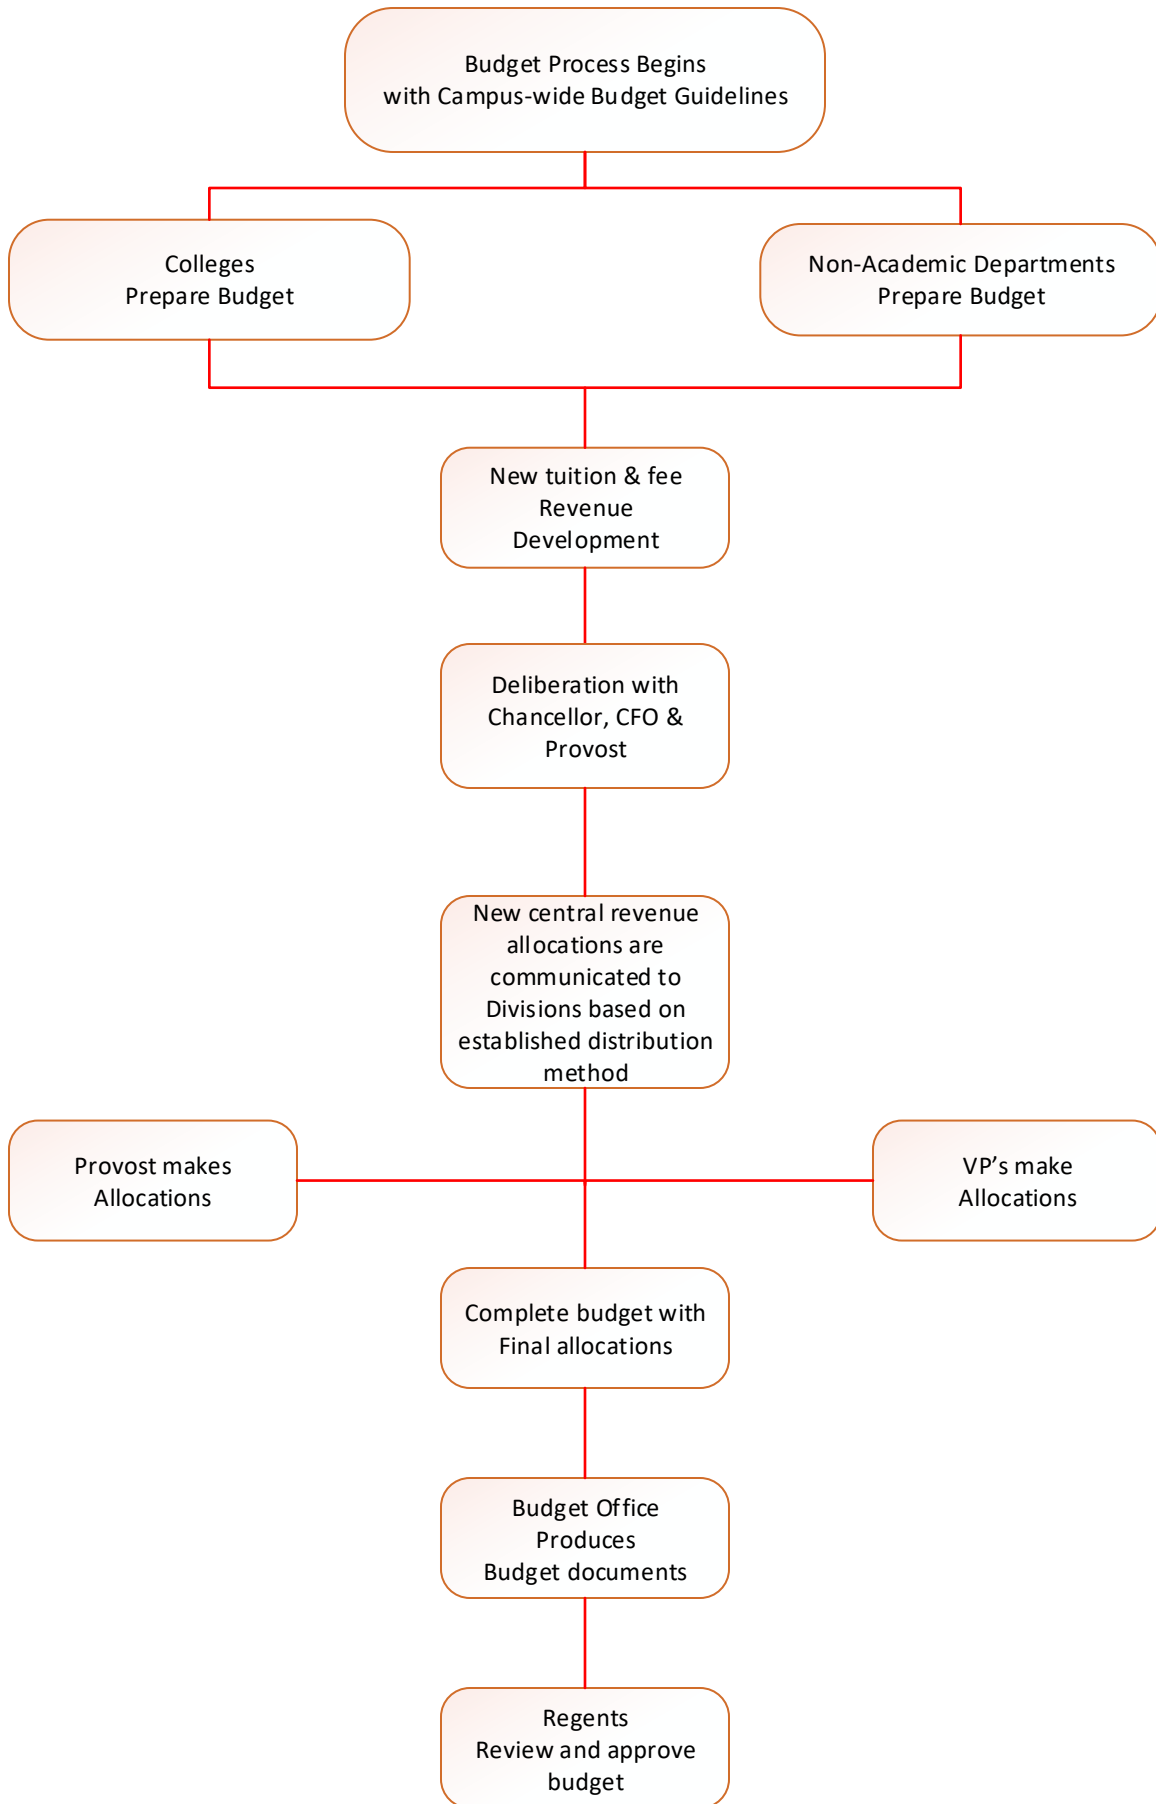 Budget Process Begins
with Campus-wide Budget Guidelines
Colleges
Prepare Budget
Non-Academic Departments
Prepare Budget
New tuition & fee
Revenue
Development
Deliberation with
Chancellor, CFO &
Provost
New central revenue
allocations are
communicated to
Divisions based on
established distribution
method
Provost makes
Allocations
VP’s make
Allocations
Complete budget with
Final allocations
Budget Office
Produces
Budget documents
Regents
Review and approve
budget